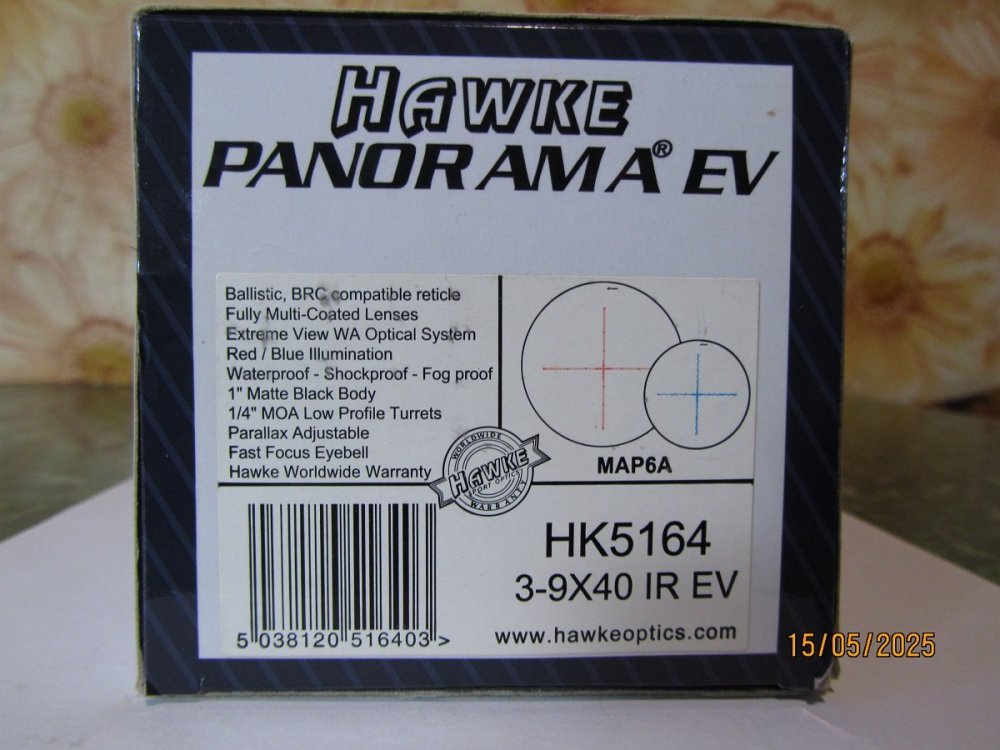 HAWKE
PANORAMA® EV
Ballistic, BRC compatible reticle
Fully Multi-Coated Lenses
Extreme View WA Optical System
Red / Blue Illumination
Waterproof - Shockproof - Fog proof
1" Matte Black Body
1/4" MOA Low Profile Turrets
Parallax Adjustable
Fast Focus Eyebell
Hawke Worldwide Warranty
WORLDWIDE
HAWKE
SPORT OPTICS
WARRANTY
MAP6A
HK5164
3-9X40 IR EV
www.hawkeoptics.com
5 038120 516403 >
15/05/2025